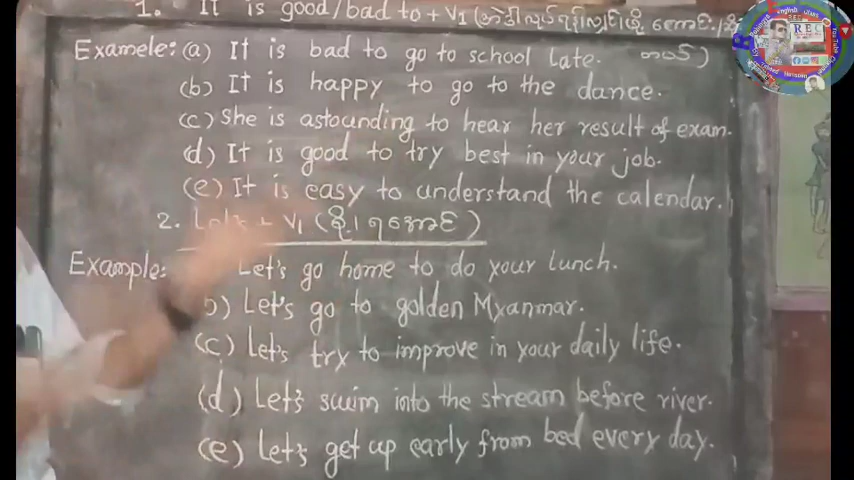 1. It is good/bad to + V1 (
Examele: (a) It is bad to go to school late.
(b) It is happy to go to the dance.
(c) She is astounding to hear her result of exam.
(d) It is good to try best in your job.
(e) It is easy to understand the calendar.
2. Let's + V1 (
Example: Let's go home to do your lunch.
b) Let's go to golden Myanmar.
(c) Let's try to improve in your daily life.
(d) Let's swim into the stream before river.
(e) Let's get up early from bed every day.
REC